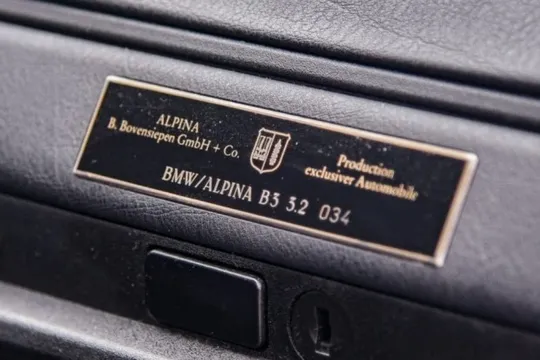 ALPINA
B. Bovensiepen GmbH + Co.
Production
exclusiver Automobile
BMW/ALPINA B3 3.2 034